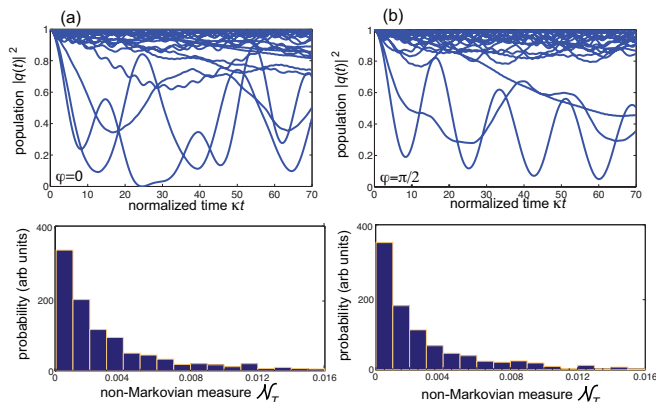 (a)
(b)
population |q(t)|²
1
0.8
0.6
0.4
0.2
0
φ=0
0 10 20 30 40 50 60 70
normalized time κt
population |q(t)|²
1
0.8
0.6
0.4
0.2
0
φ=π/2
0 10 20 30 40 50 60 70
normalized time κt
probability (arb units)
400
200
0
0 0.004 0.008 0.012 0.016
non-Markovian measure 𝒩_T
probability (arb units)
400
200
0
0 0.004 0.008 0.012 0.016
non-Markovian measure 𝒩_T